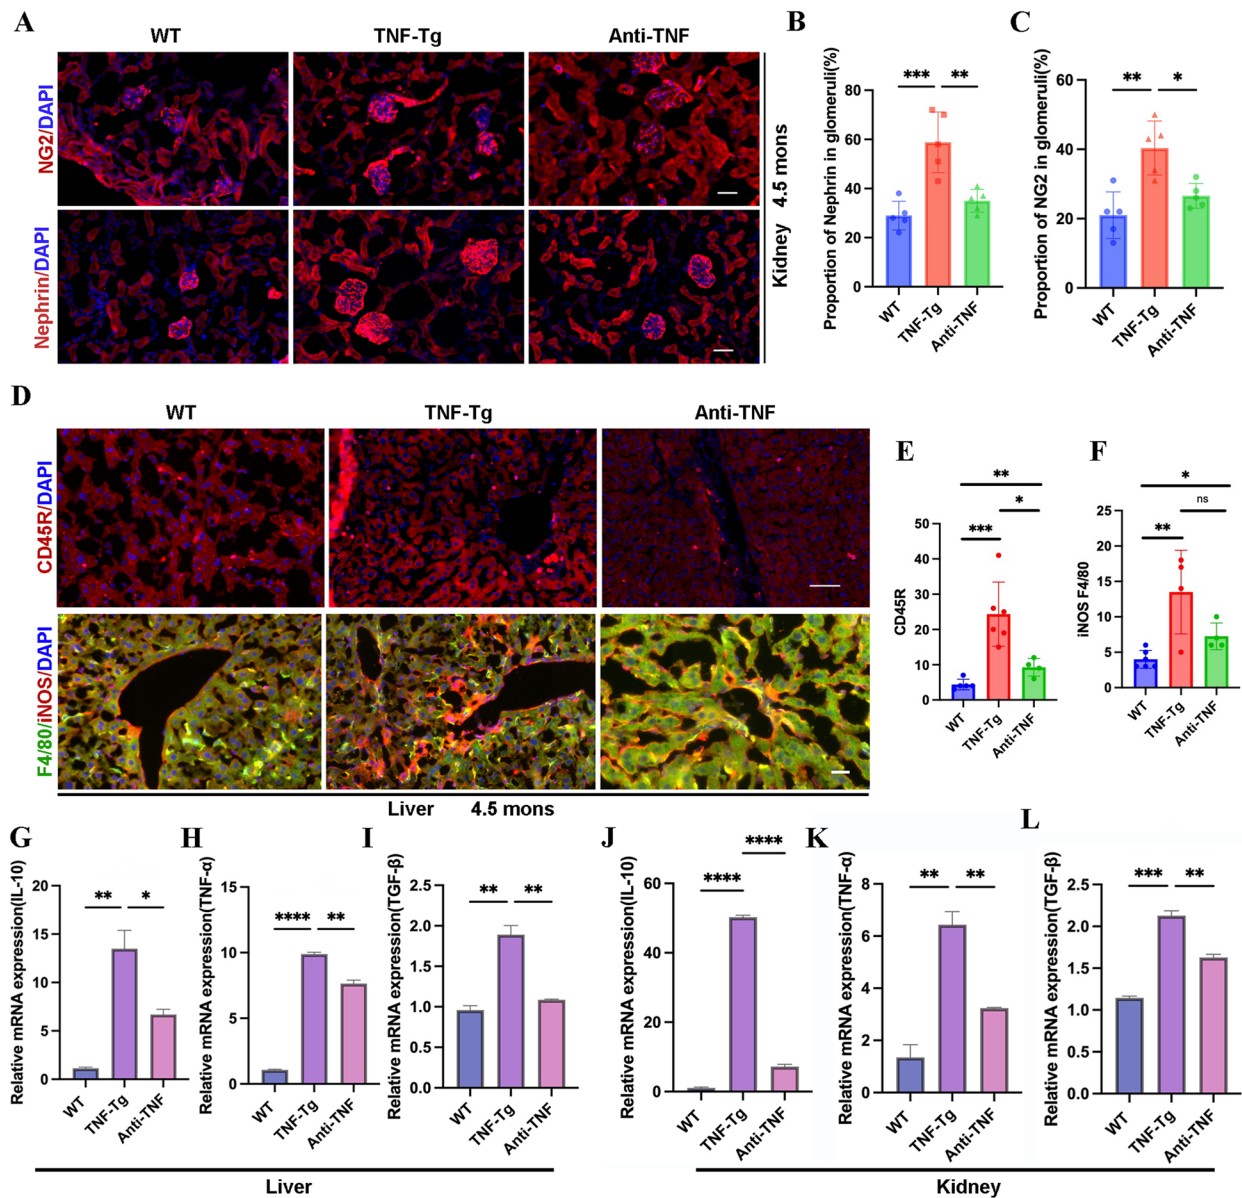 A
WT
TNF-Tg
Anti-TNF
NG2/DAPI
Nephrin/DAPI
Kidney 4.5 mons
B
Proportion of Nephrin in glomeruli(%)
80
60
40
20
0
*** **
WT
TNF-Tg
Anti-TNF
C
Proportion of NG2 in glomeruli(%)
60
40
20
0
** *
WT
TNF-Tg
Anti-TNF
D
WT
TNF-Tg
Anti-TNF
CD45R/DAPI
F4/80/iNOS/DAPI
Liver 4.5 mons
E
CD45R
50
40
30
20
10
0
**
*
***
WT
TNF-Tg
Anti-TNF
F
iNOS F4/80
25
20
15
10
5
0
*
ns
**
WT
TNF-Tg
Anti-TNF
G
Relative mRNA expression(IL-10)
20
15
10
5
0
** *
WT
TNF-Tg
Anti-TNF
H
Relative mRNA expression(TNF-α)
15
10
5
0
**** **
WT
TNF-Tg
Anti-TNF
I
Relative mRNA expression(TGF-β)
2.5
2.0
1.5
1.0
0.5
0.0
** **
WT
TNF-Tg
Anti-TNF
Liver
J
Relative mRNA expression(IL-10)
60
40
20
0
****
****
WT
TNF-Tg
Anti-TNF
K
Relative mRNA expression(TNF-α)
8
6
4
2
0
** **
WT
TNF-Tg
Anti-TNF
L
Relative mRNA expression(TGF-β)
2.5
2.0
1.5
1.0
0.5
0.0
*** **
WT
TNF-Tg
Anti-TNF
Kidney